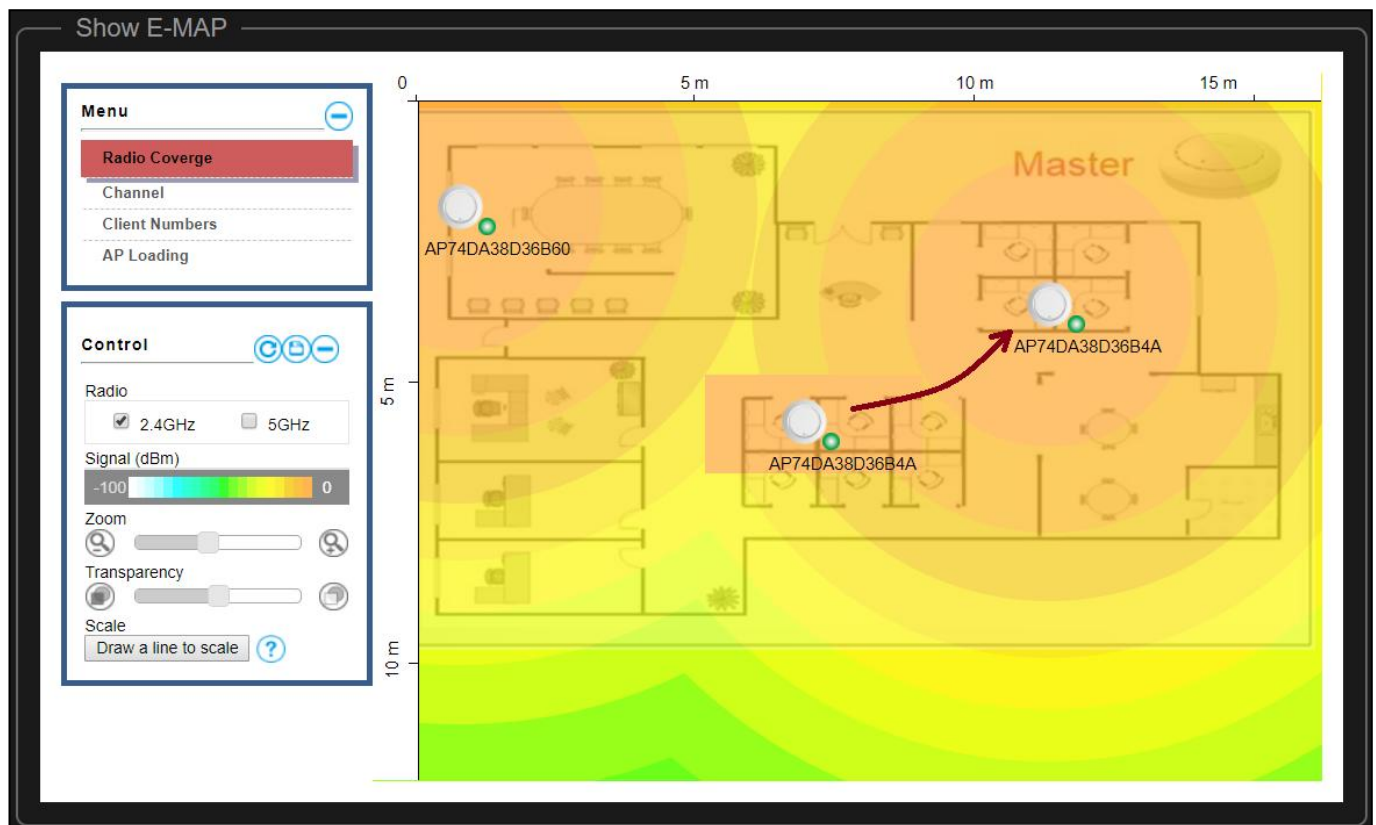 Show E-MAP
Menu
Radio Coverge
Channel
Client Numbers
AP Loading
Control
Radio
2.4GHz 5GHz
Signal (dBm)
-100 0
Zoom
Transparency
Scale
Draw a line to scale ?
0 5 m 10 m 15 m
Master
AP74DA38D36B60
AP74DA38D36B4A
5 m
AP74DA38D36B4A
10 m